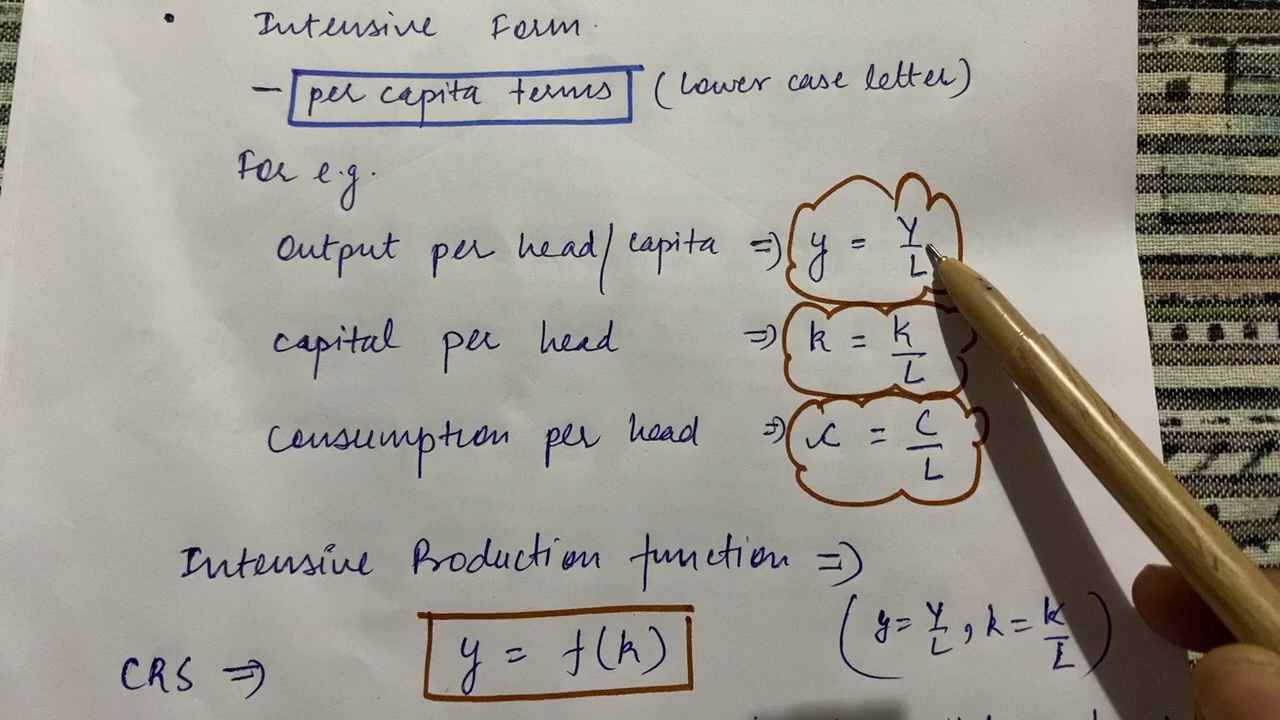 • Intensive Form.
- per capita terms (Lower case letter)
For e.g.
Output per head/capita ⇒ y = Y/L
capital per head ⇒ k = K/L
Consumption per head ⇒ c = C/L
Intensive Production function ⇒
(y = Y/L, k = K/L)
CRS ⇒ y = f(k)